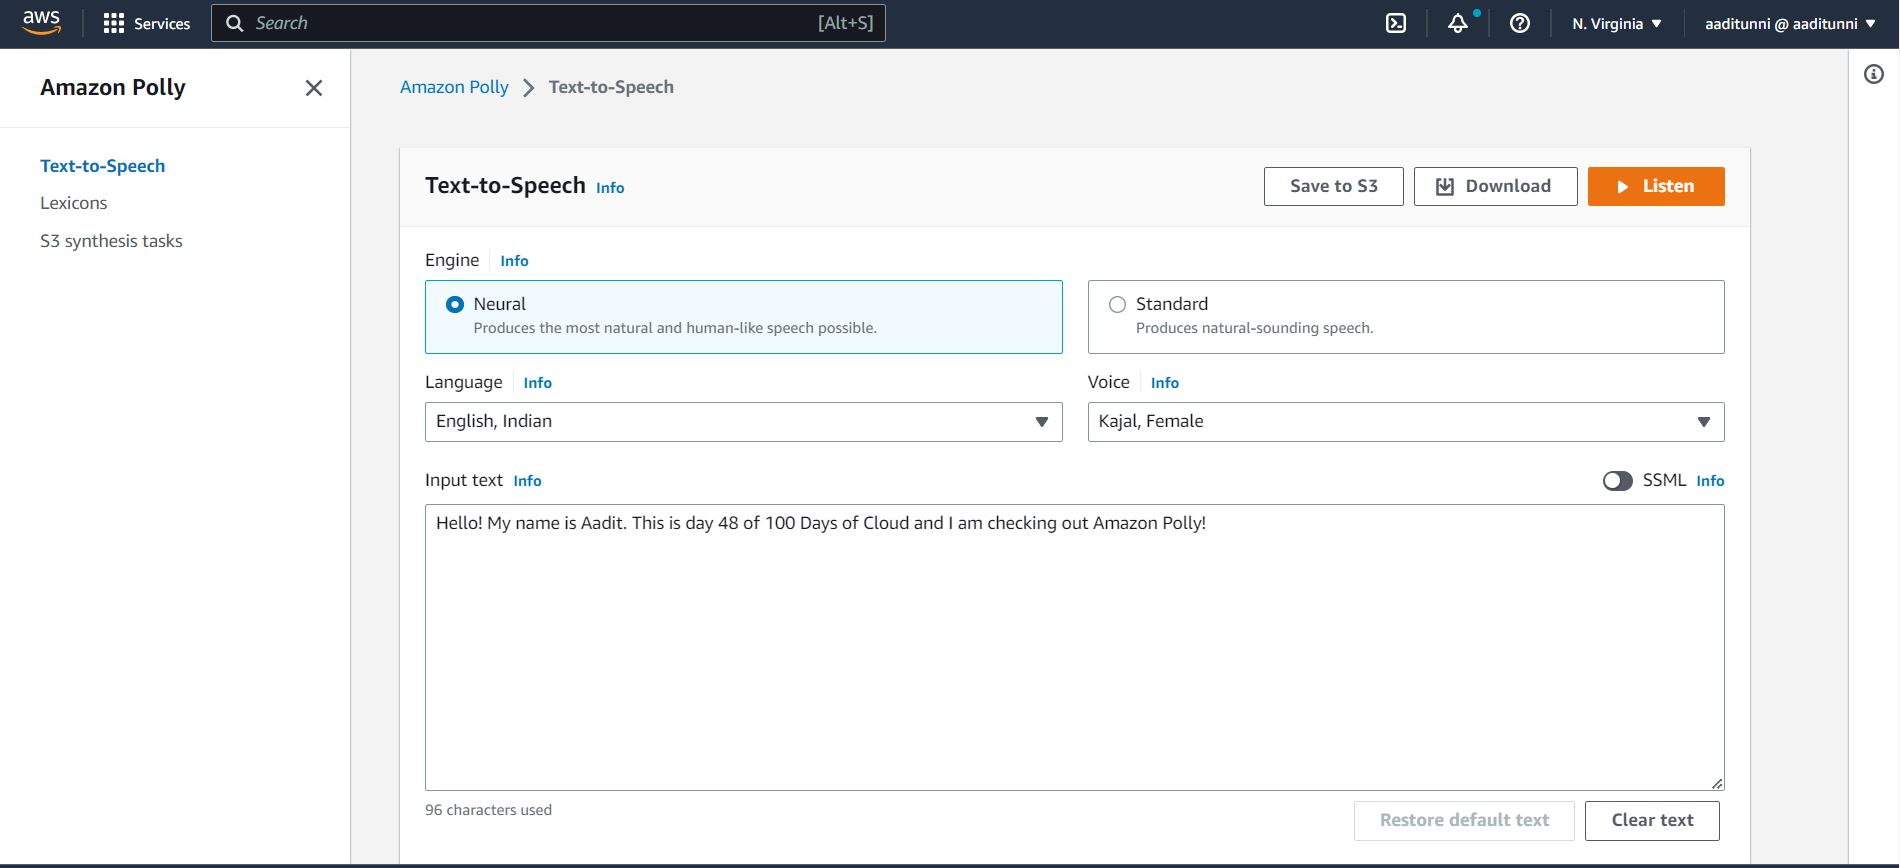 aws Services Search [Alt+S] N. Virginia aaditunni @ aaditunni
Amazon Polly
Text-to-Speech
Lexicons
S3 synthesis tasks
Amazon Polly Text-to-Speech
Text-to-Speech Info Save to S3 Download Listen
Engine Info
Neural
Produces the most natural and human-like speech possible.
Standard
Produces natural-sounding speech.
Language Info
English, Indian
Voice Info
Kajal, Female
Input text Info SSML Info
Hello! My name is Aadit. This is day 48 of 100 Days of Cloud and I am checking out Amazon Polly!
96 characters used
Restore default text Clear text